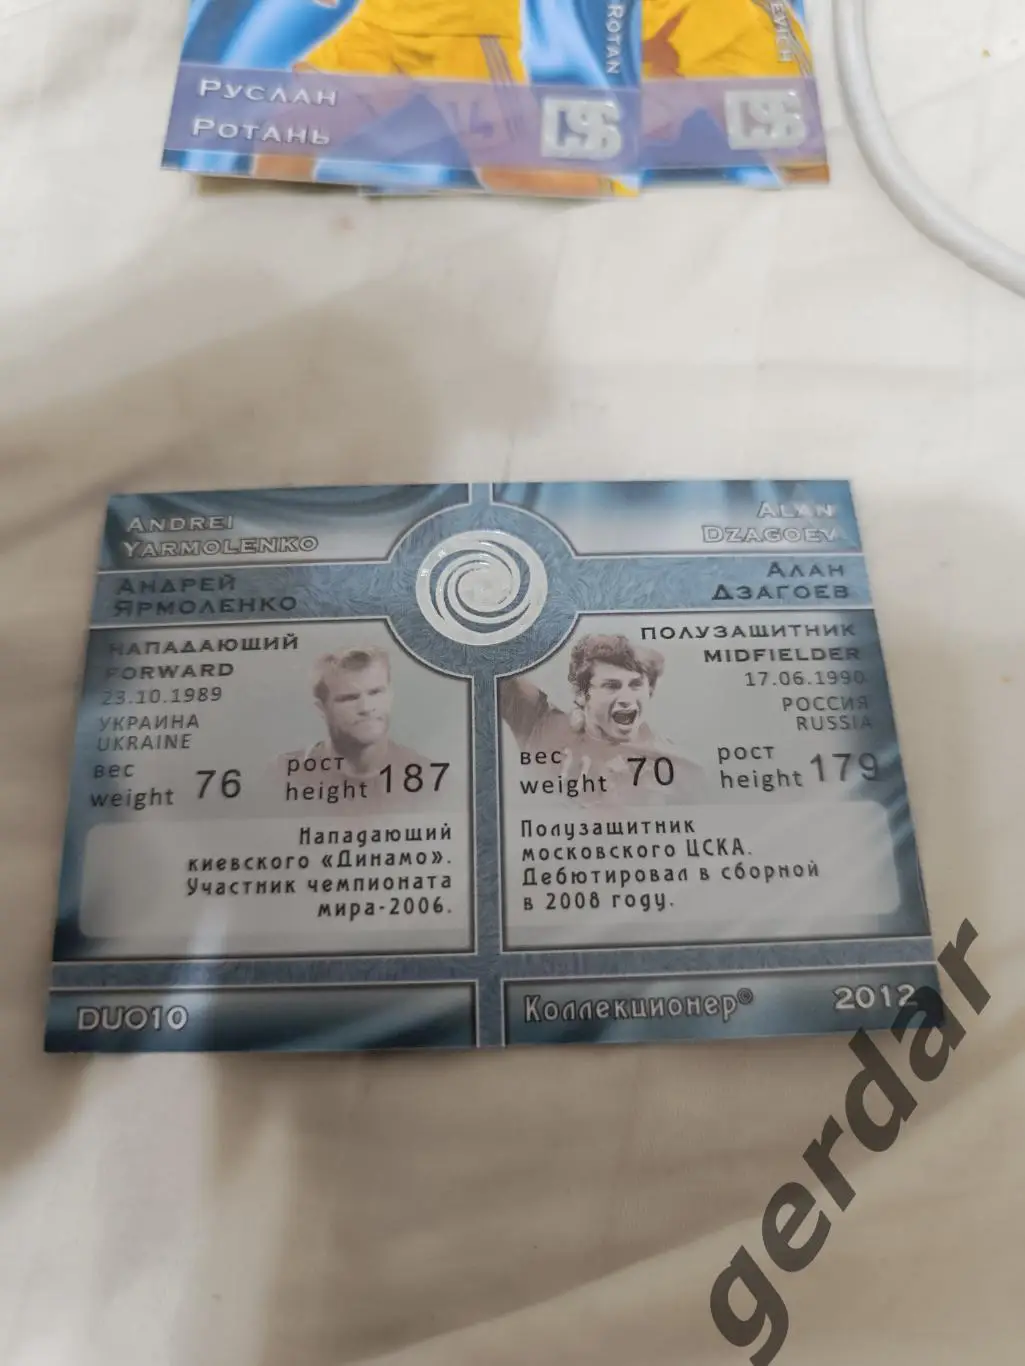 Руслан
Ротань
ROTAN
EVICH
ANDREI
YARMOLENKO
Андрей
Ярмоленко
НАПАДАЮЩИЙ
FORWARD
23.10.1989
УКРАИНА
UKRAINE
вес
weight 76
рост
height 187
Нападающий
киевского «Динамо».
Участник чемпионата
мира-2006.
DUO10
ALAN
DZAGOEV
Алан
Дзагоев
ПОЛУЗАЩИТНИК
MIDFIELDER
17.06.1990
РОССИЯ
RUSSIA
вес
weight 70
рост
height 179
Полузащитник
московского ЦСКА.
Дебютировал в сборной
в 2008 году.
Коллекционер©
2012
gerdar